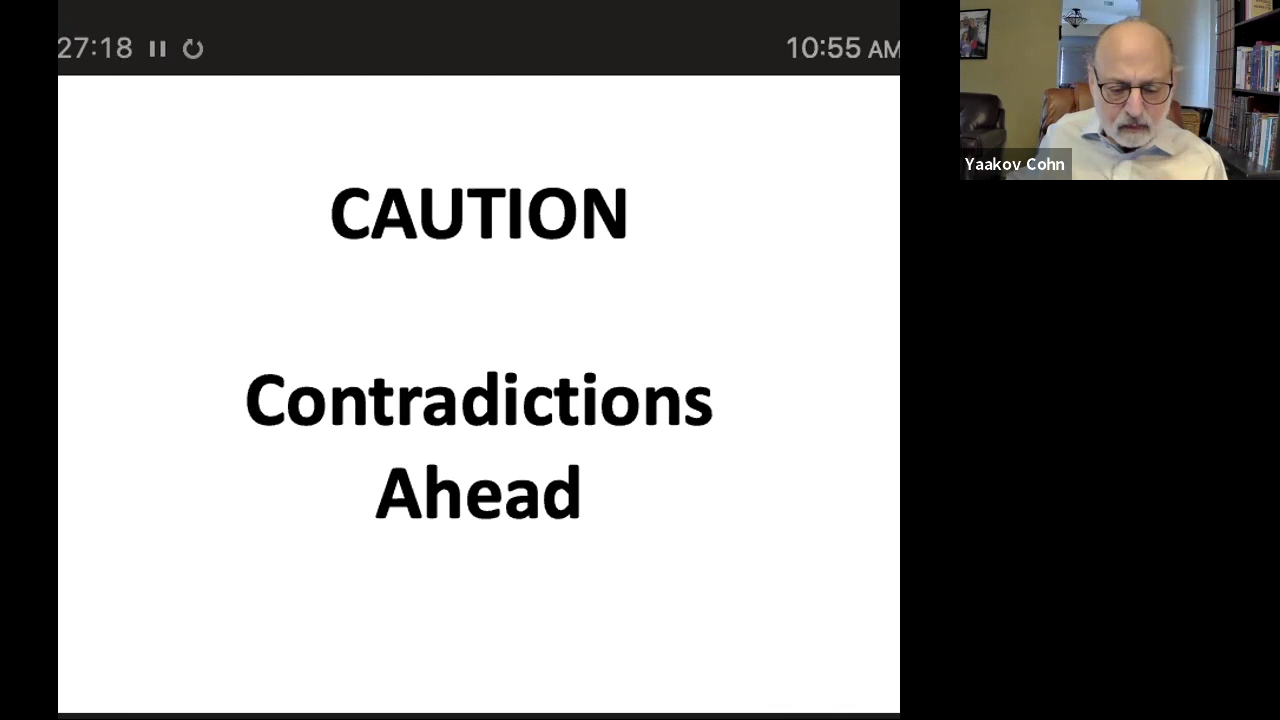 27:18
10:55 AM
CAUTION
Contradictions
Ahead
Yaakov Cohn